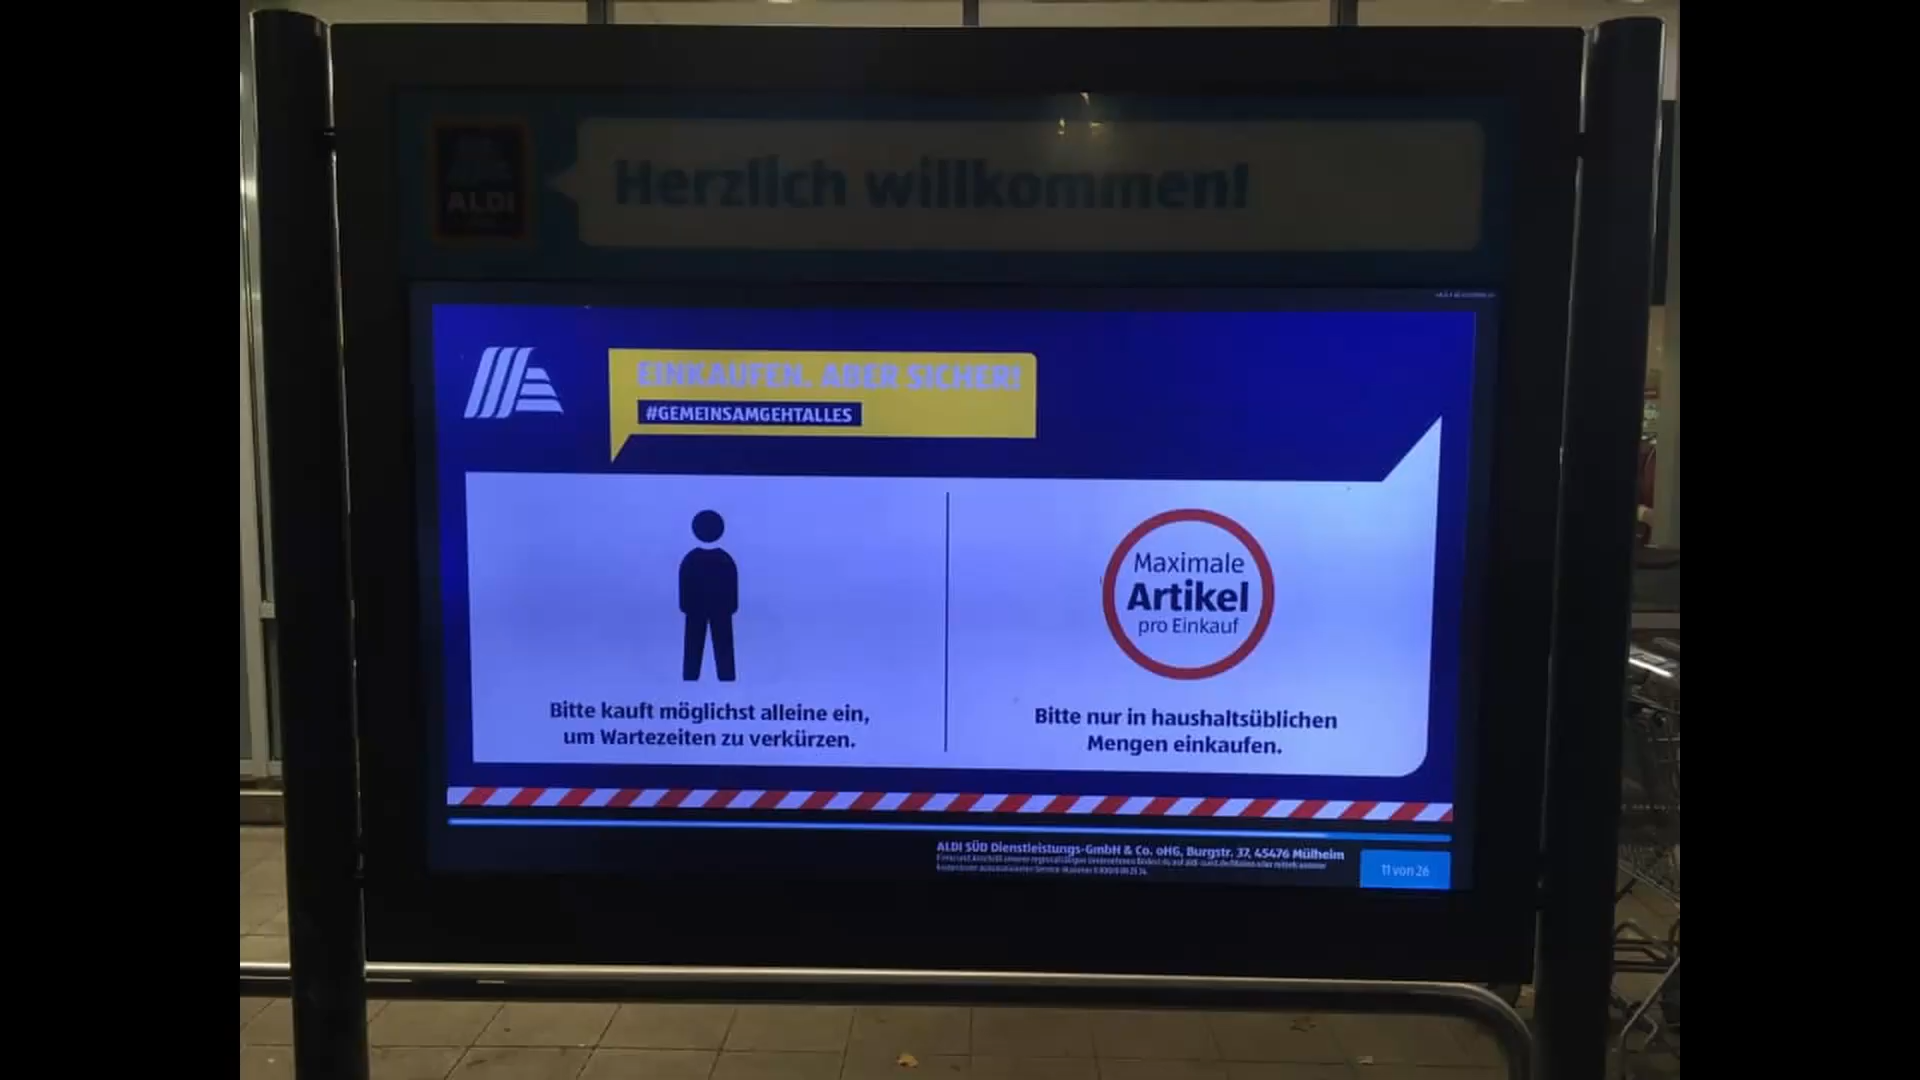 ALDI
Herzlich willkommen!
EINKAUFEN. ABER SICHER!
#GEMEINSAMGEHTALLES
Maximale
Artikel
pro Einkauf
Bitte kauft möglichst alleine ein,
um Wartezeiten zu verkürzen.
Bitte nur in haushaltsüblichen
Mengen einkaufen.
ALDI SÜD Dienstleistungs-GmbH & Co. oHG, Burgstr. 37, 45476 Mülheim
11 von 26